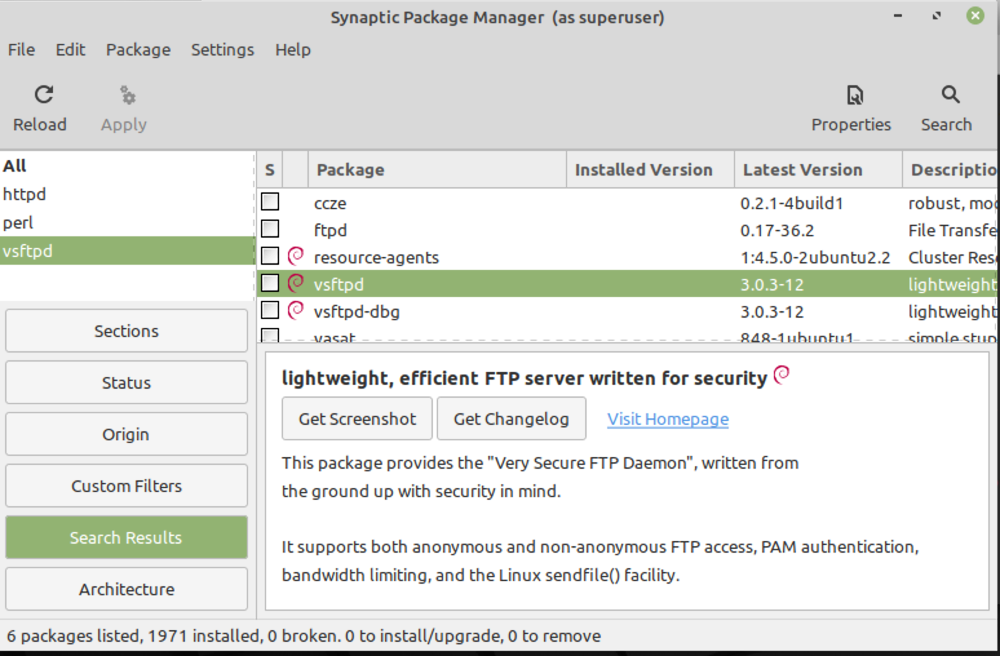 Synaptic Package Manager (as superuser)
File Edit Package Settings Help
Reload Apply Properties Search
All
httpd
perl
vsftpd
Sections
Status
Origin
Custom Filters
Search Results
Architecture
S Package Installed Version Latest Version Descriptio
ccze 0.2.1-4build1 robust, mo
ftpd 0.17-36.2 File Transfe
resource-agents 1:4.5.0-2ubuntu2.2 Cluster Res
vsftpd 3.0.3-12 lightweight
vsftpd-dbg 3.0.3-12 lightweight
yasat 848-1ubuntu1 simple stup
lightweight, efficient FTP server written for security
Get Screenshot Get Changelog Visit Homepage
This package provides the "Very Secure FTP Daemon", written from
the ground up with security in mind.
It supports both anonymous and non-anonymous FTP access, PAM authentication,
bandwidth limiting, and the Linux sendfile() facility.
6 packages listed, 1971 installed, 0 broken. 0 to install/upgrade, 0 to remove